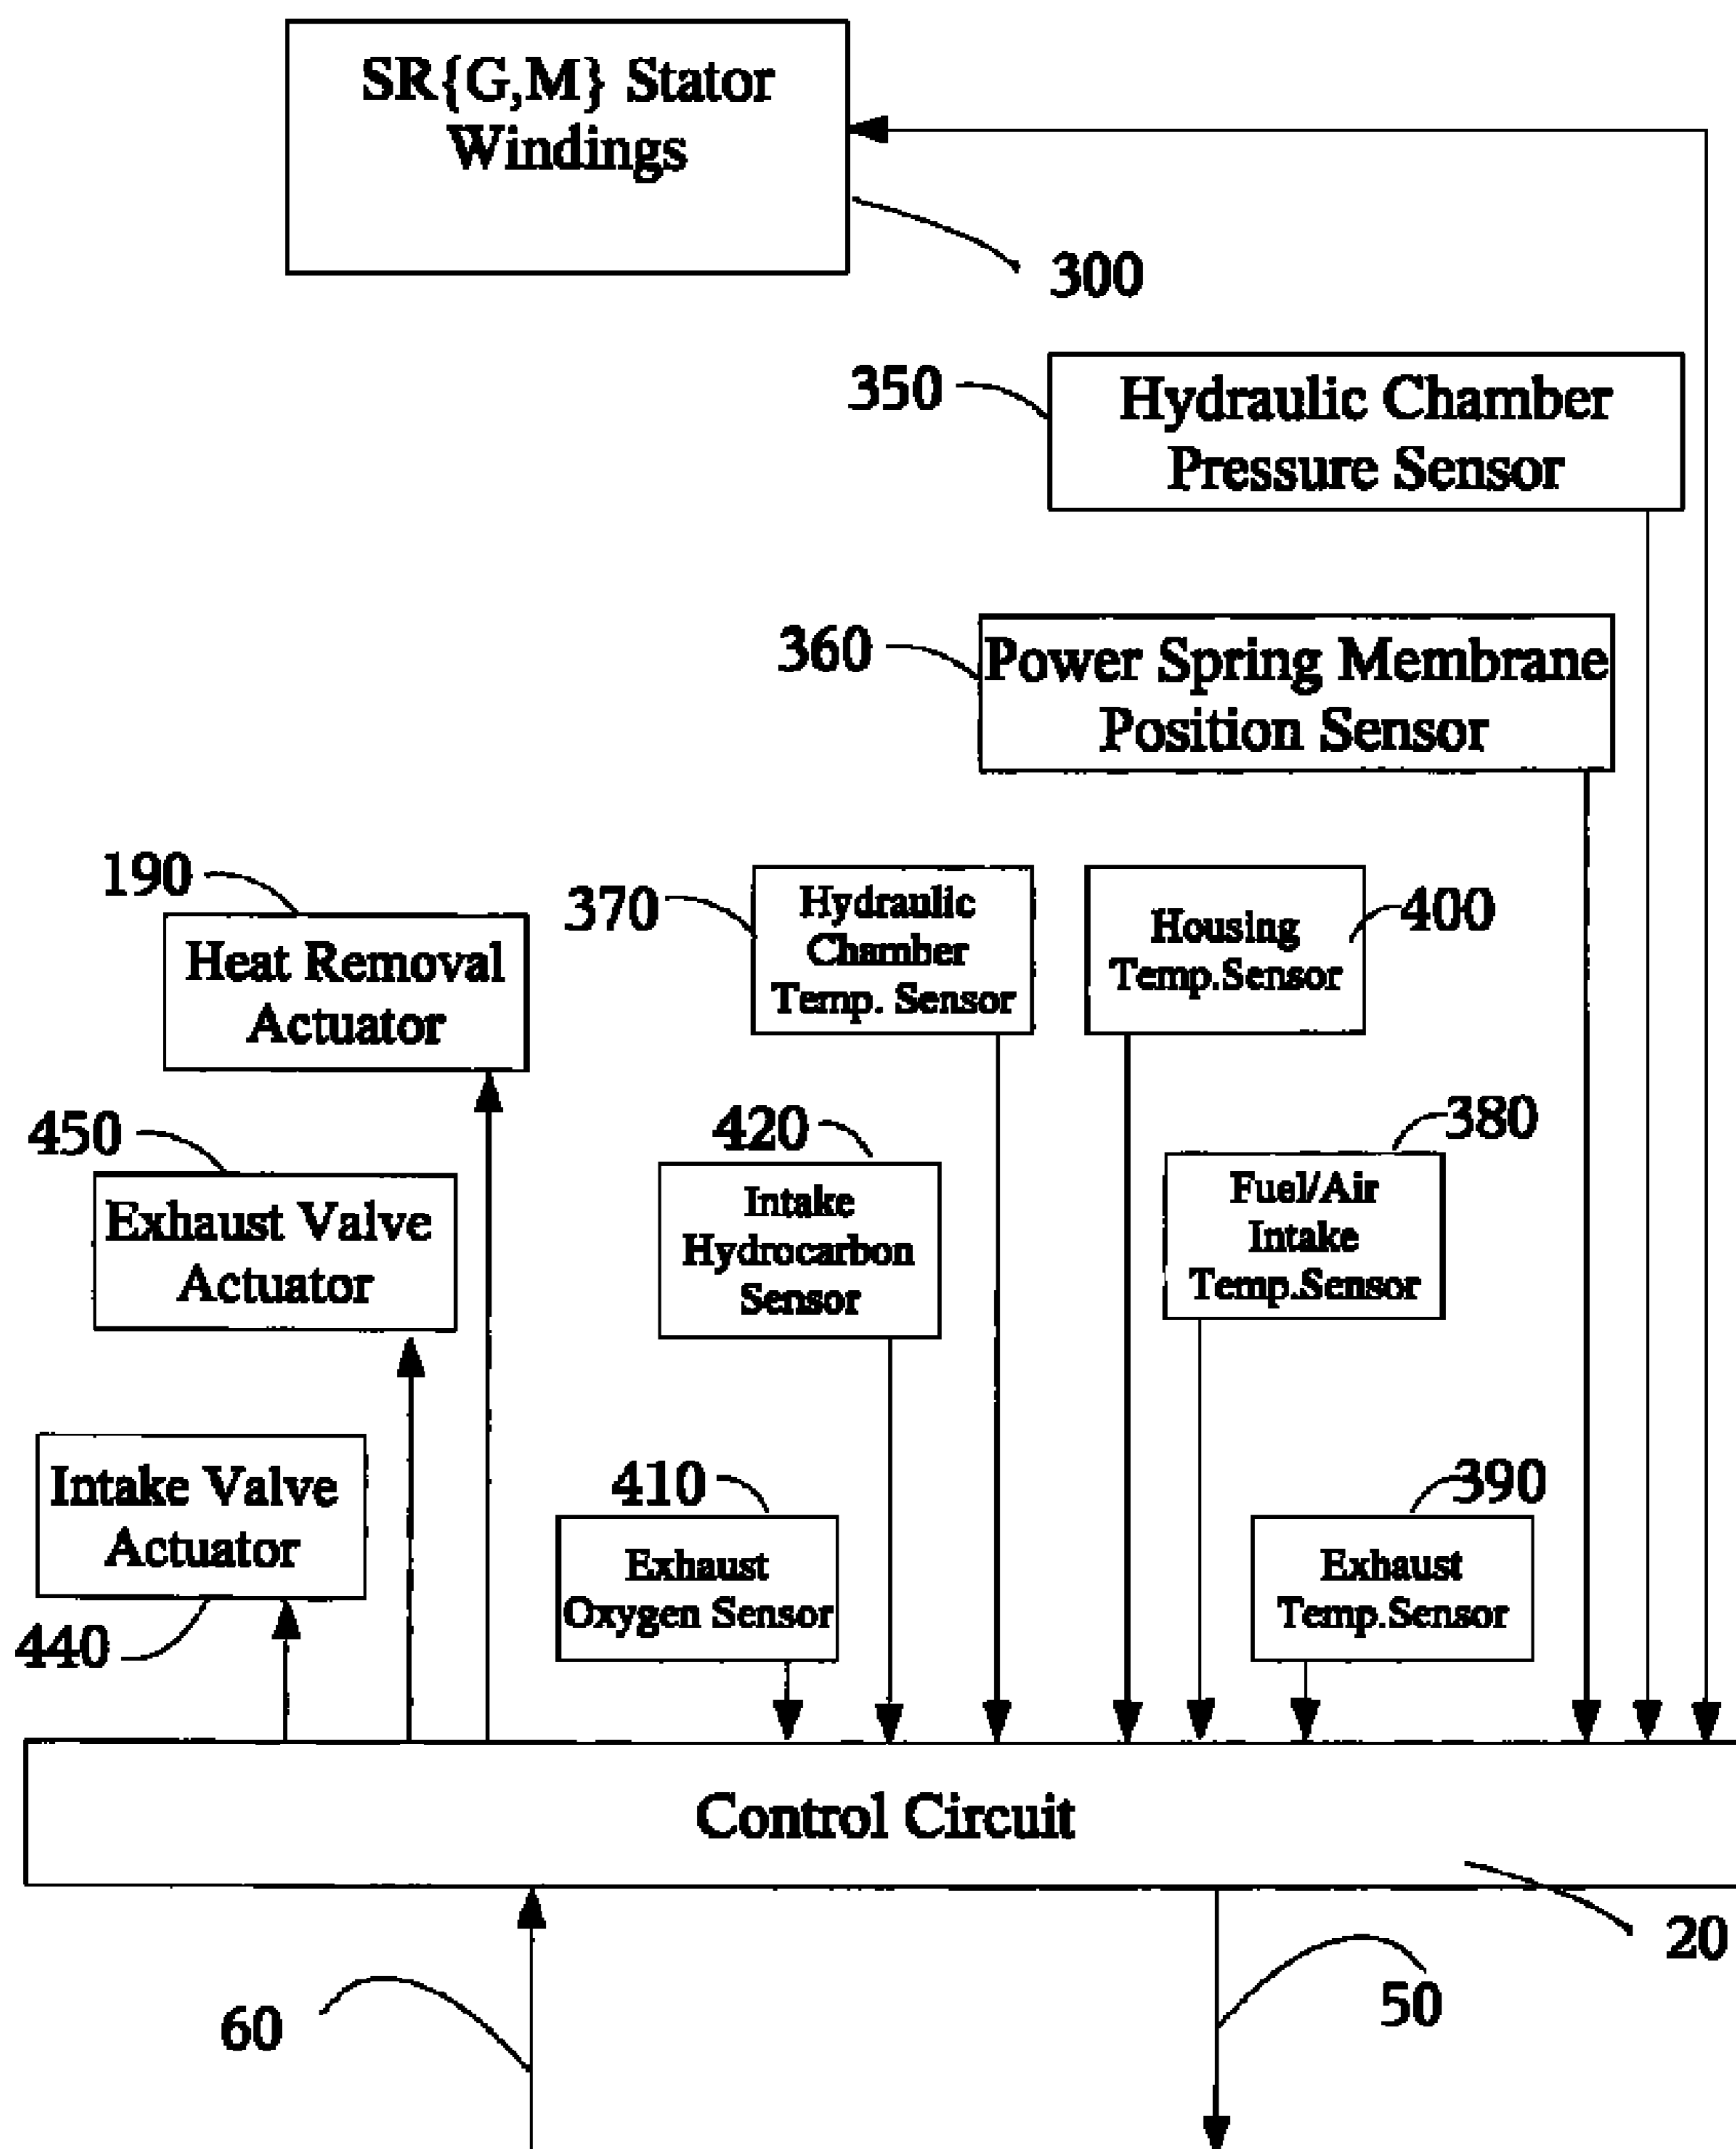 SR{G,M} Stator
Windings
300
350
Hydraulic Chamber
Pressure Sensor
360
Power Spring Membrane
Position Sensor
190
Heat Removal
Actuator
370
Hydraulic
Chamber
Temp. Sensor
400
Housing
Temp.Sensor
450
Exhaust Valve
Actuator
420
Intake
Hydrocarbon
Sensor
380
Fuel/Air
Intake
Temp.Sensor
Intake Valve
Actuator
440
410
Exhaust
Oxygen Sensor
390
Exhaust
Temp.Sensor
Control Circuit
20
60
50